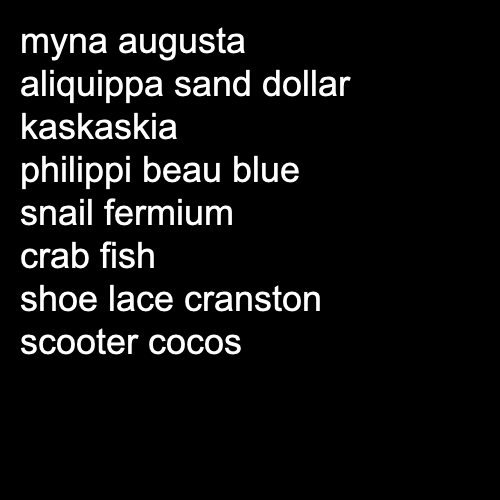 myna augusta
aliquippa sand dollar
kaskaskia
philippi beau blue
snail fermium
crab fish
shoe lace cranston
scooter cocos